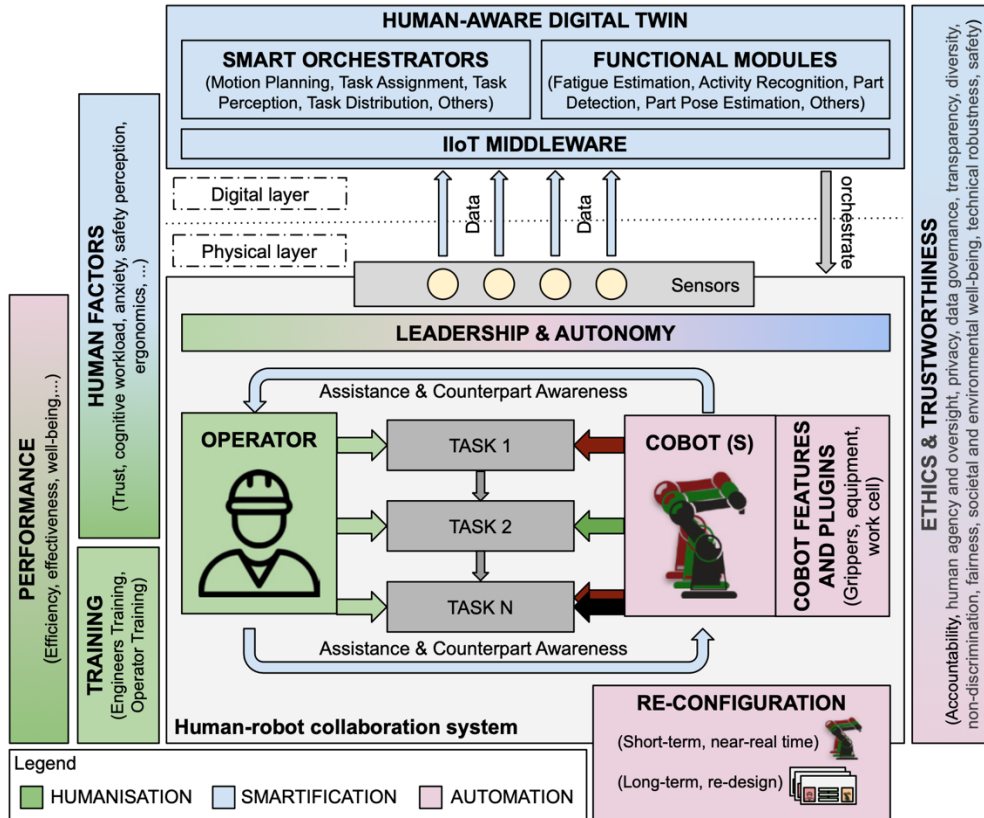 HUMAN-AWARE DIGITAL TWIN
SMART ORCHESTRATORS
(Motion Planning, Task Assignment, Task
Perception, Task Distribution, Others)
FUNCTIONAL MODULES
(Fatigue Estimation, Activity Recognition, Part
Detection, Part Pose Estimation, Others)
IIoT MIDDLEWARE
Digital layer
Physical layer
Data
Data
orchestrate
Sensors
PERFORMANCE
(Efficiency, effectiveness, well-being,...)
HUMAN FACTORS
(Trust, cognitive workload, anxiety, safety perception,
ergonomics, ...)
TRAINING
(Engineers Training,
Operator Training)
LEADERSHIP & AUTONOMY
Assistance & Counterpart Awareness
OPERATOR
TASK 1
TASK 2
TASK N
COBOT (S)
COBOT FEATURES
AND PLUGINS
(Grippers, equipment,
work cell)
Assistance & Counterpart Awareness
Human-robot collaboration system
RE-CONFIGURATION
(Short-term, near-real time)
(Long-term, re-design)
ETHICS & TRUSTWORTHINESS
(Accountability, human agency and oversight, privacy, data governance, transparency, diversity,
non-discrimination, fairness, societal and environmental well-being, technical robustness, safety)
Legend
HUMANISATION
SMARTIFICATION
AUTOMATION